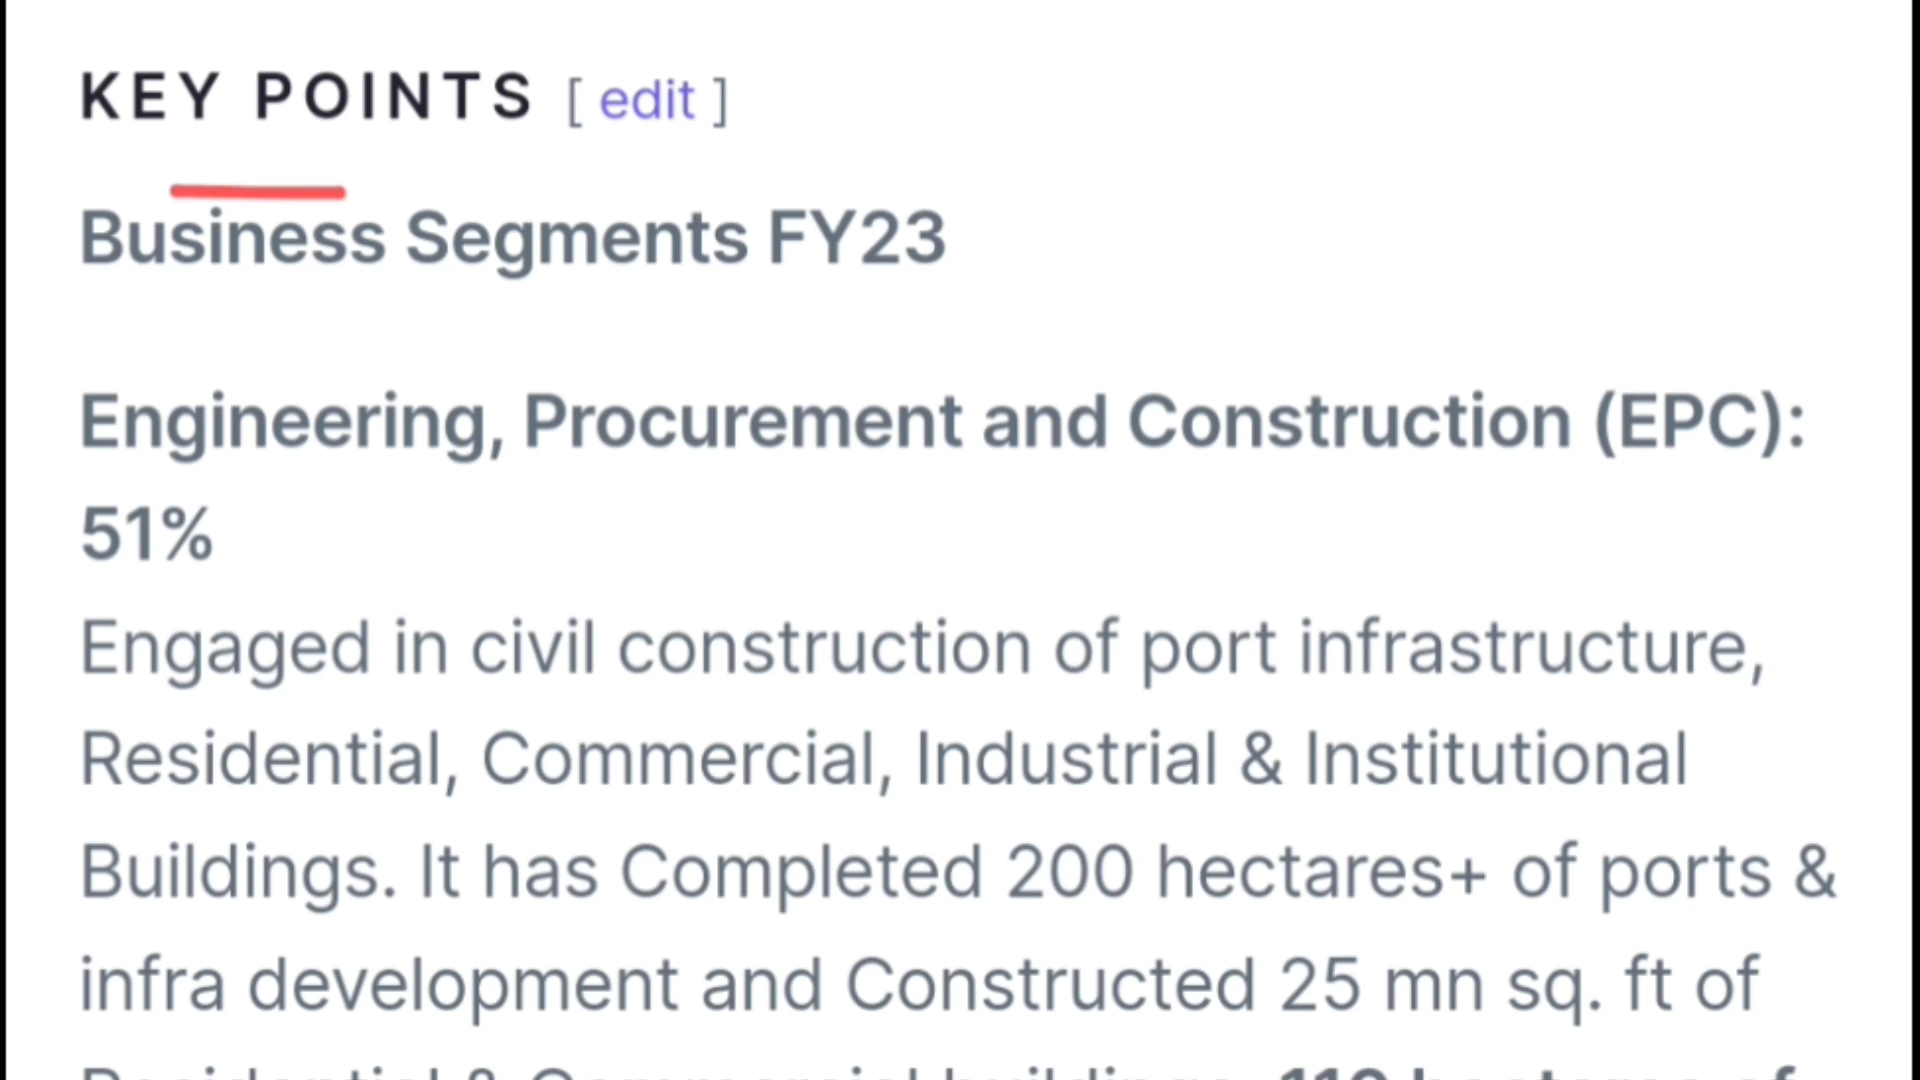 KEY POINTS [ edit ]
Business Segments FY23
Engineering, Procurement and Construction (EPC):
51%
Engaged in civil construction of port infrastructure,
Residential, Commercial, Industrial & Institutional
Buildings. It has Completed 200 hectares+ of ports &
infra development and Constructed 25 mn sq. ft of